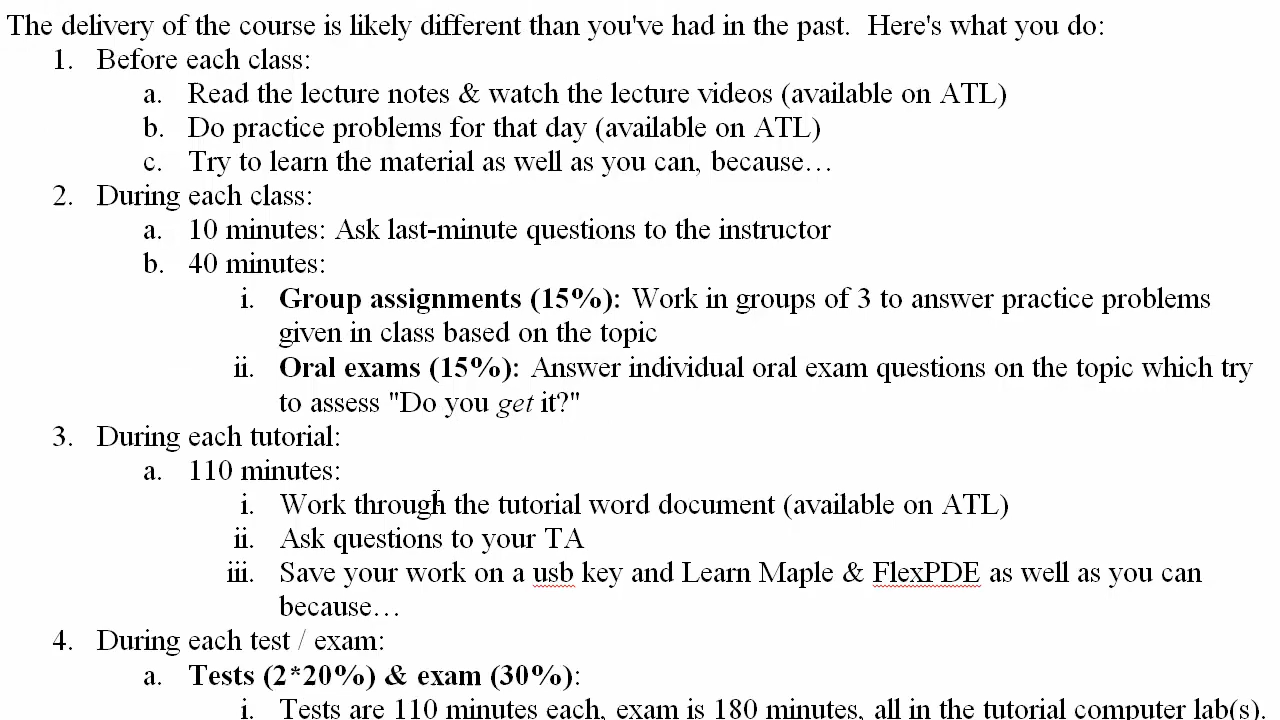 The delivery of the course is likely different than you've had in the past.  Here's what you do:
1. Before each class:
a. Read the lecture notes & watch the lecture videos (available on ATL)
b. Do practice problems for that day (available on ATL)
c. Try to learn the material as well as you can, because…
2. During each class:
a. 10 minutes: Ask last-minute questions to the instructor
b. 40 minutes:
i. Group assignments (15%): Work in groups of 3 to answer practice problems
given in class based on the topic
ii. Oral exams (15%): Answer individual oral exam questions on the topic which try
to assess "Do you get it?"
3. During each tutorial:
a. 110 minutes:
i. Work through the tutorial word document (available on ATL)
ii. Ask questions to your TA
iii. Save your work on a usb key and Learn Maple & FlexPDE as well as you can
because…
4. During each test / exam:
a. Tests (2*20%) & exam (30%):
i. Tests are 110 minutes each, exam is 180 minutes, all in the tutorial computer lab(s).